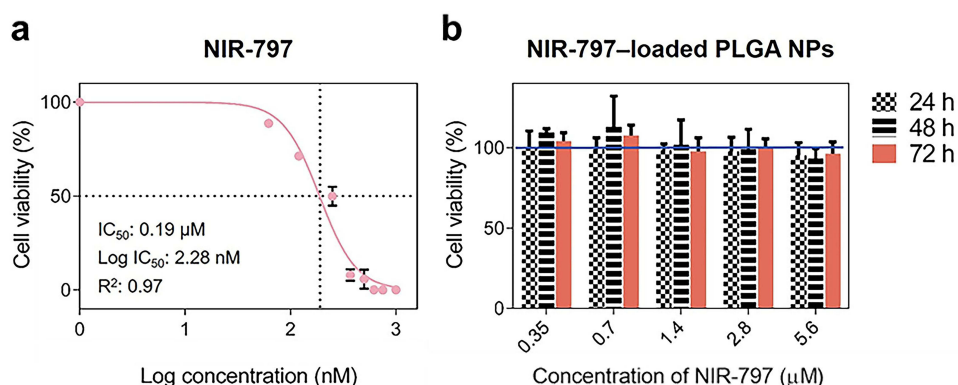 a
NIR-797
Cell viability (%)
100
50
0
IC50: 0.19 µM
Log IC50: 2.28 nM
R2: 0.97
0 1 2 3
Log concentration (nM)
b
NIR-797–loaded PLGA NPs
Cell viability (%)
100
50
0
0.35 0.7 1.4 2.8 5.6
Concentration of NIR-797 (µM)
24 h
48 h
72 h